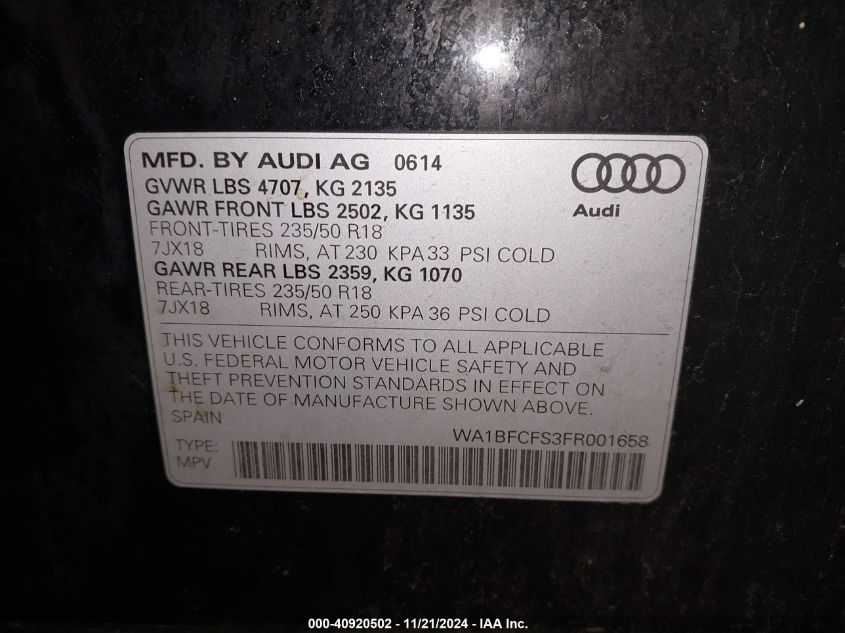 MFD. BY AUDI AG 0614
GVWR LBS 4707, KG 2135
GAWR FRONT LBS 2502, KG 1135
FRONT-TIRES 235/50 R18
7JX18 RIMS, AT 230 KPA 33 PSI COLD
GAWR REAR LBS 2359, KG 1070
REAR-TIRES 235/50 R18
7JX18 RIMS, AT 250 KPA 36 PSI COLD
Audi
THIS VEHICLE CONFORMS TO ALL APPLICABLE
U.S. FEDERAL MOTOR VEHICLE SAFETY AND
THEFT PREVENTION STANDARDS IN EFFECT ON
THE DATE OF MANUFACTURE SHOWN ABOVE.
SPAIN
WA1BFCFS3FR001658
TYPE:
MPV
000-40920502 - 11/21/2024 - IAA Inc.